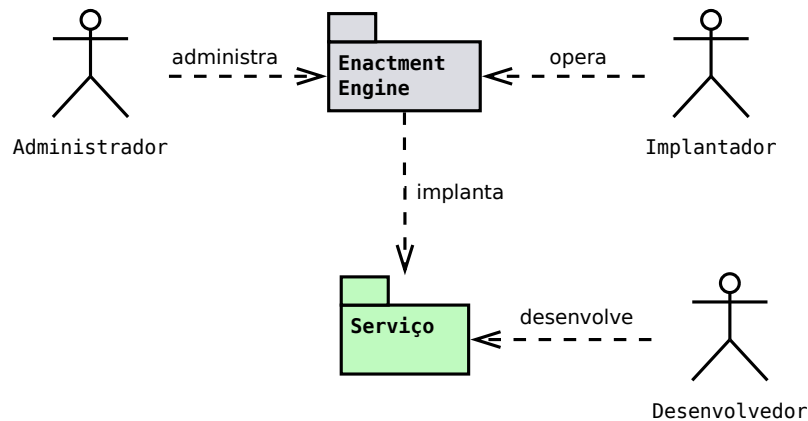 administra
Enactment
Engine
opera
Administrador
Implantador
implanta
Serviço
desenvolve
Desenvolvedor